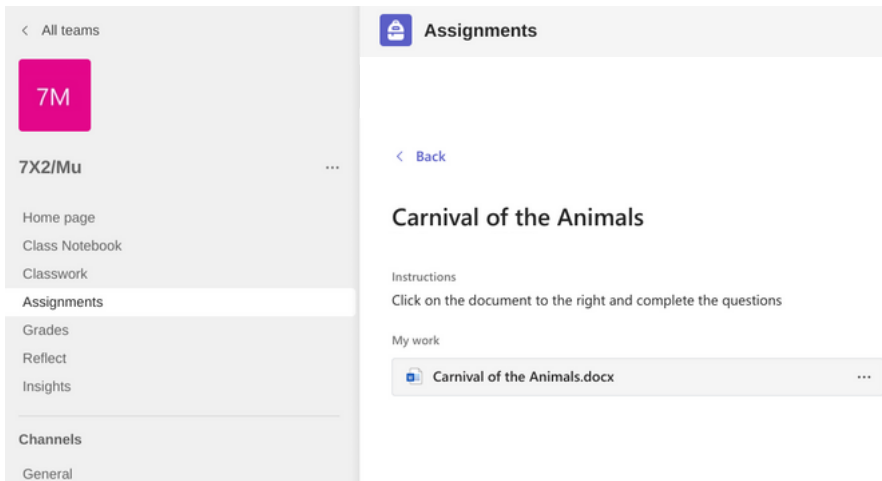 All teams
7M
7X2/Mu
...
Home page
Class Notebook
Classwork
Assignments
Grades
Reflect
Insights
Channels
General
Assignments
Back
Carnival of the Animals
Instructions
Click on the document to the right and complete the questions
My work
Carnival of the Animals.docx
...